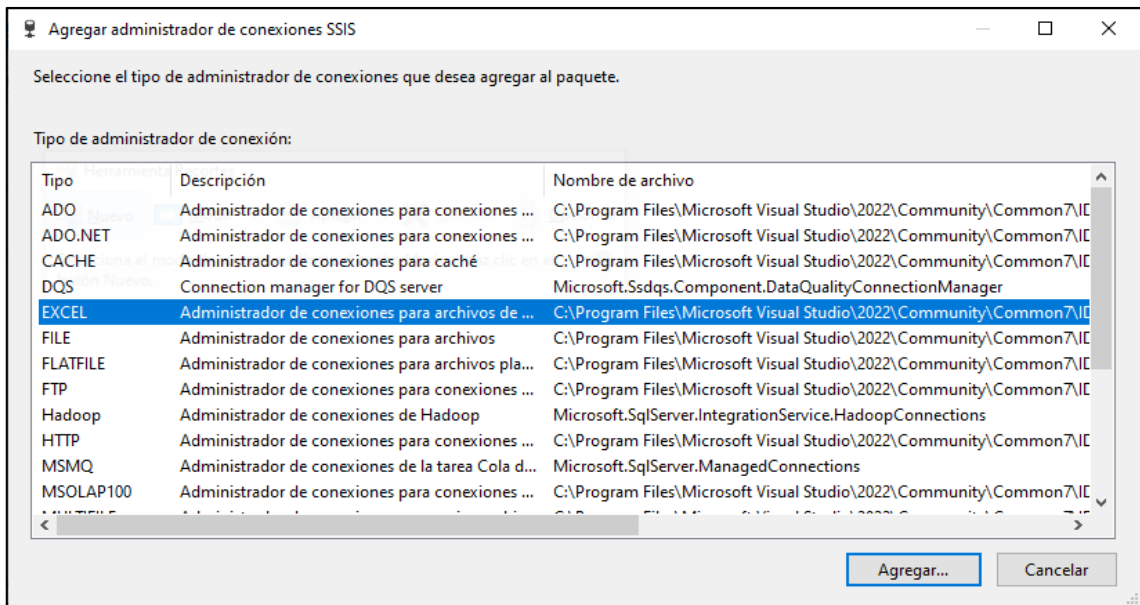 Agregar administrador de conexiones SSIS
Seleccione el tipo de administrador de conexiones que desea agregar al paquete.
Tipo de administrador de conexión:
Tipo Descripción Nombre de archivo
ADO Administrador de conexiones para conexiones ... C:\Program Files\Microsoft Visual Studio\2022\Community\Common7\ID
ADO.NET Administrador de conexiones para conexiones ... C:\Program Files\Microsoft Visual Studio\2022\Community\Common7\ID
CACHE Administrador de conexiones para caché C:\Program Files\Microsoft Visual Studio\2022\Community\Common7\ID
DQS Connection manager for DQS server Microsoft.Ssdqs.Component.DataQualityConnectionManager
EXCEL Administrador de conexiones para archivos de ... C:\Program Files\Microsoft Visual Studio\2022\Community\Common7\ID
FILE Administrador de conexiones para archivos C:\Program Files\Microsoft Visual Studio\2022\Community\Common7\ID
FLATFILE Administrador de conexiones para archivos pla... C:\Program Files\Microsoft Visual Studio\2022\Community\Common7\ID
FTP Administrador de conexiones para conexiones ... C:\Program Files\Microsoft Visual Studio\2022\Community\Common7\ID
Hadoop Administrador de conexiones de Hadoop Microsoft.SqlServer.IntegrationService.HadoopConnections
HTTP Administrador de conexiones para conexiones ... C:\Program Files\Microsoft Visual Studio\2022\Community\Common7\ID
MSMQ Administrador de conexiones de la tarea Cola d... Microsoft.SqlServer.ManagedConnections
MSOLAP100 Administrador de conexiones para conexiones ... C:\Program Files\Microsoft Visual Studio\2022\Community\Common7\ID
Agregar... Cancelar